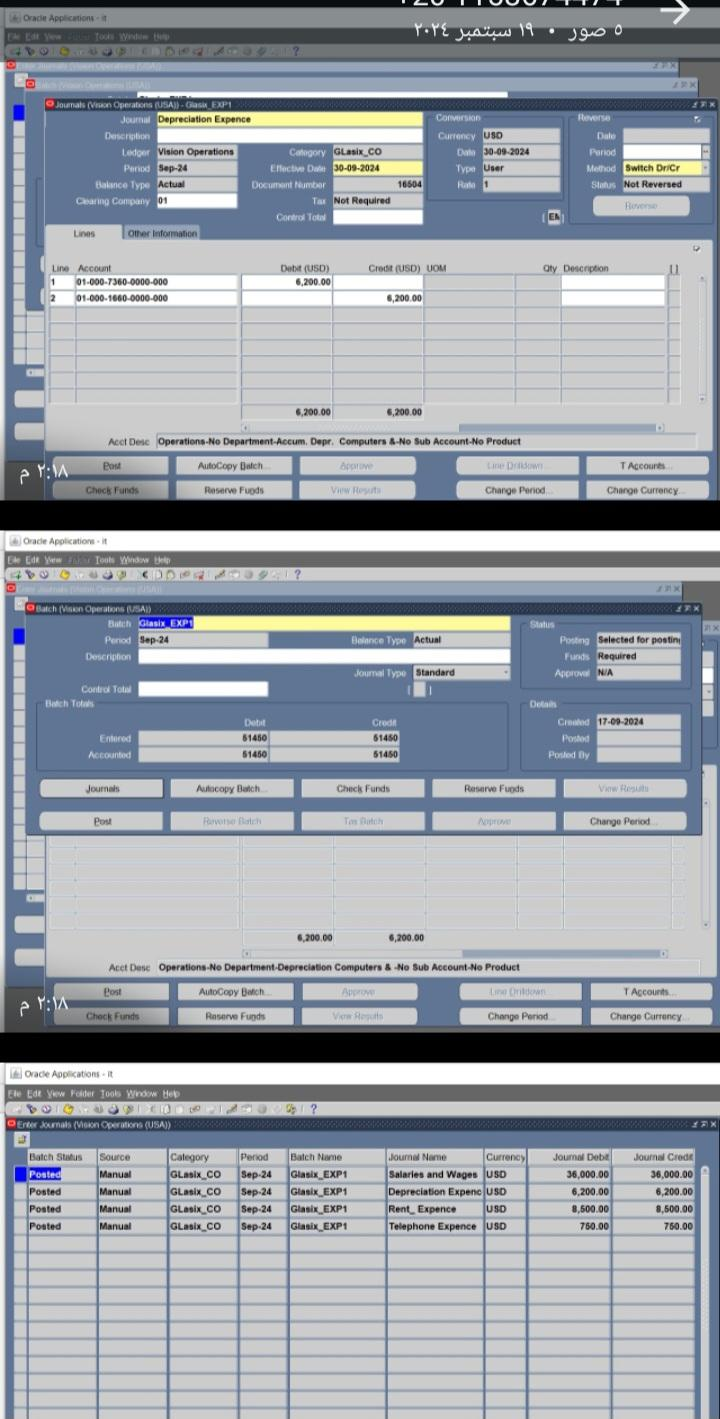 ٥ صور • ١٩ سبتمبر ٢٠٢٤
Oracle Applications - it
File Edit View Folder Tools Window Help
Enter Journals (Vision Operations (USA))
Batch (Vision Operations (USA))
Journals (Vision Operations (USA)) - Glasix_EXP1
Journal Depreciation Expence
Description
Ledger Vision Operations Category GLasix_CO
Period Sep-24 Effective Date 30-09-2024
Balance Type Actual Document Number 16504
Clearing Company 01 Tax Not Required
Control Total
Conversion
Currency USD
Date 30-09-2024
Type User
Rate 1
Reverse
Date
Period
Method Switch Dr/Cr
Status Not Reversed
Reverse
Lines Other Information
Line Account Debit (USD) Credit (USD) UOM Qty Description [ ]
1 01-000-7360-0000-000 6,200.00
2 01-000-1660-0000-000 6,200.00
6,200.00 6,200.00
Acct Desc Operations-No Department-Accum. Depr. Computers &-No Sub Account-No Product
Post AutoCopy Batch... Approve Line Drilldown... T Accounts...
Check Funds Reserve Funds View Results Change Period... Change Currency...
٢:١٨ م
Oracle Applications - it
File Edit View Folder Tools Window Help
Enter Journals (Vision Operations (USA))
Batch (Vision Operations (USA))
Batch Glasix_EXP1
Period Sep-24 Balance Type Actual
Description
Journal Type Standard
Control Total [ ]
Status
Posting Selected for posting
Funds Required
Approval N/A
Batch Totals
Debit Credit
Entered 51450 51450
Accounted 51450 51450
Details
Created 17-09-2024
Posted
Posted By
Journals Autocopy Batch... Check Funds Reserve Funds View Results
Post Reverse Batch Tax Batch Approve Change Period...
6,200.00 6,200.00
Acct Desc Operations-No Department-Depreciation Computers & -No Sub Account-No Product
Post AutoCopy Batch... Approve Line Drilldown... T Accounts...
Check Funds Reserve Funds View Results Change Period... Change Currency...
٢:١٨ م
Oracle Applications - it
File Edit View Folder Tools Window Help
Enter Journals (Vision Operations (USA))
Batch Status Source Category Period Batch Name Journal Name Currency Journal Debit Journal Credit
Posted Manual GLasix_CO Sep-24 Glasix_EXP1 Salaries and Wages USD 36,000.00 36,000.00
Posted Manual GLasix_CO Sep-24 Glasix_EXP1 Depreciation Expenc USD 6,200.00 6,200.00
Posted Manual GLasix_CO Sep-24 Glasix_EXP1 Rent_ Expence USD 8,500.00 8,500.00
Posted Manual GLasix_CO Sep-24 Glasix_EXP1 Telephone Expence USD 750.00 750.00